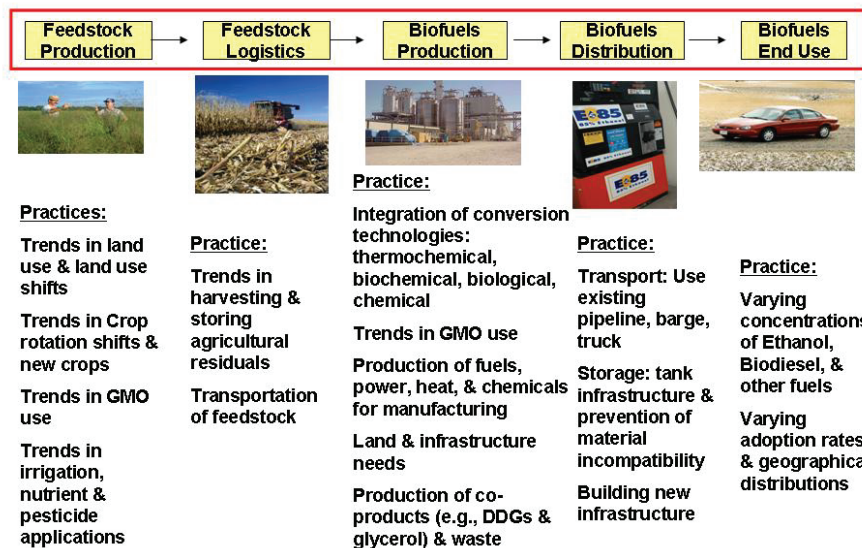 Feedstock
Production
Feedstock
Logistics
Biofuels
Production
Biofuels
Distribution
Biofuels
End Use
E85
85% Ethanol
E85
Practices:
Trends in land
use & land use
shifts
Trends in Crop
rotation shifts &
new crops
Trends in GMO
use
Trends in
irrigation,
nutrient &
pesticide
applications
Practice:
Trends in
harvesting &
storing
agricultural
residuals
Transportation
of feedstock
Practice:
Integration of conversion
technologies:
thermochemical,
biochemical, biological,
chemical
Trends in GMO use
Production of fuels,
power, heat, & chemicals
for manufacturing
Land & infrastructure
needs
Production of co-
products (e.g., DDGs &
glycerol) & waste
Practice:
Transport: Use
existing
pipeline, barge,
truck
Storage: tank
infrastructure &
prevention of
material
incompatibility
Building new
infrastructure
Practice:
Varying
concentrations
of Ethanol,
Biodiesel, &
other fuels
Varying
adoption rates
& geographica
distributions